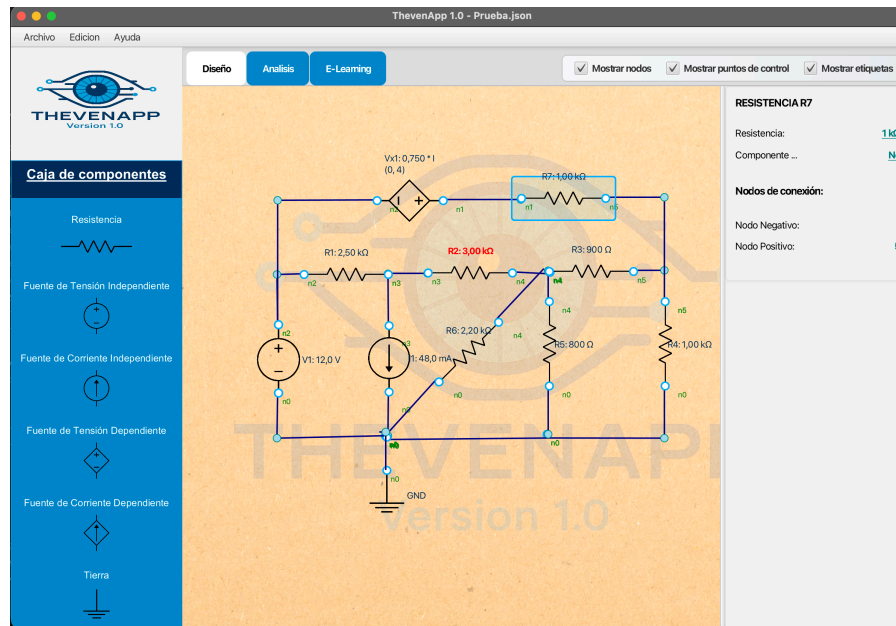 ThevenApp 1.0 - Prueba.json
Archivo Edicion Ayuda
THEVENAPP
Version 1.0
Diseño Analisis E-Learning
Mostrar nodos Mostrar puntos de control Mostrar etiquetas
Caja de componentes
Resistencia
Fuente de Tensión Independiente
Fuente de Corriente Independiente
Fuente de Tensión Dependiente
Fuente de Corriente Dependiente
Tierra
Vx1: 0,750 * I
(0, 4)
R7: 1,00 kΩ
n2 n1 n1 n5
R1: 2,50 kΩ R2: 3,00 kΩ R3: 900 Ω
n2 n3 n3 n4 n4 n5
n4 n5
n2 n3 n4
R6: 2,20 kΩ
V1: 12,0 V I1: 48,0 mA R5: 800 Ω R4: 1,00 kΩ
n0 n0 n0 n0 n0
n0 n0
n0
GND
THEVENAPP
Version 1.0
RESISTENCIA R7
Resistencia: 1 kΩ
Componente ...
Nodos de conexión:
Nodo Negativo:
Nodo Positivo: